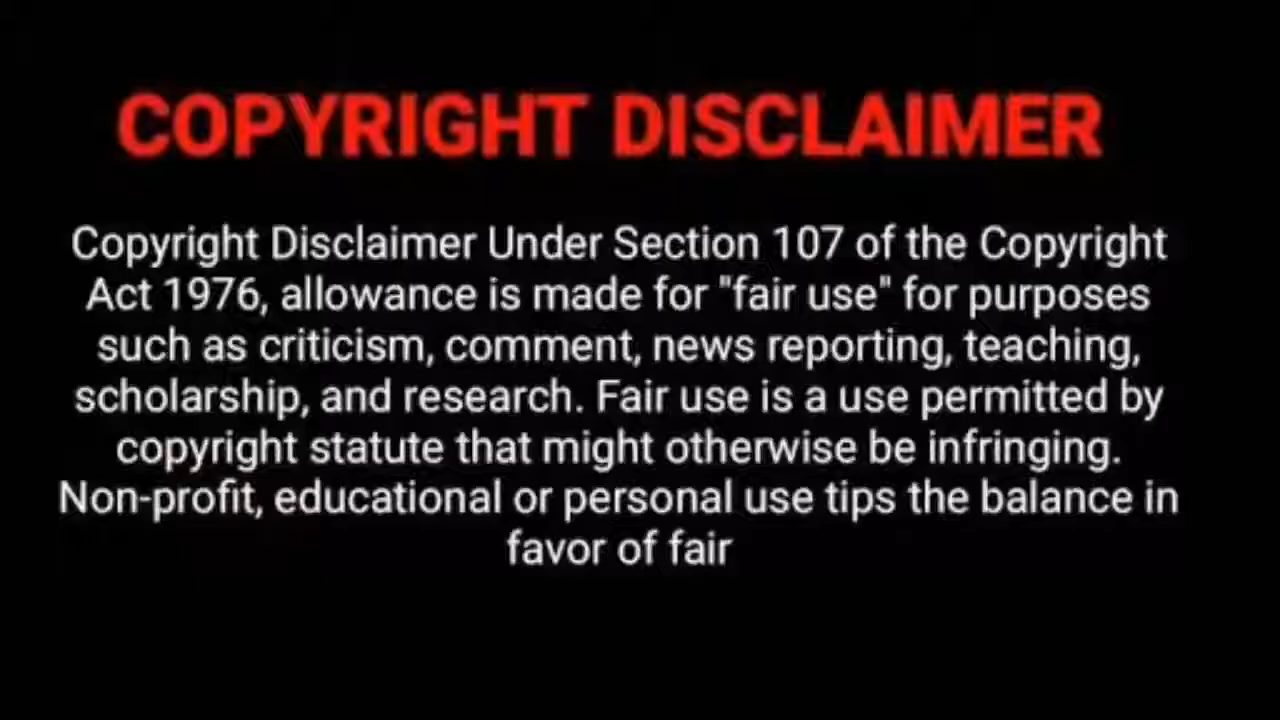 COPYRIGHT DISCLAIMER
Copyright Disclaimer Under Section 107 of the Copyright
Act 1976, allowance is made for "fair use" for purposes
such as criticism, comment, news reporting, teaching,
scholarship, and research. Fair use is a use permitted by
copyright statute that might otherwise be infringing.
Non-profit, educational or personal use tips the balance in
favor of fair